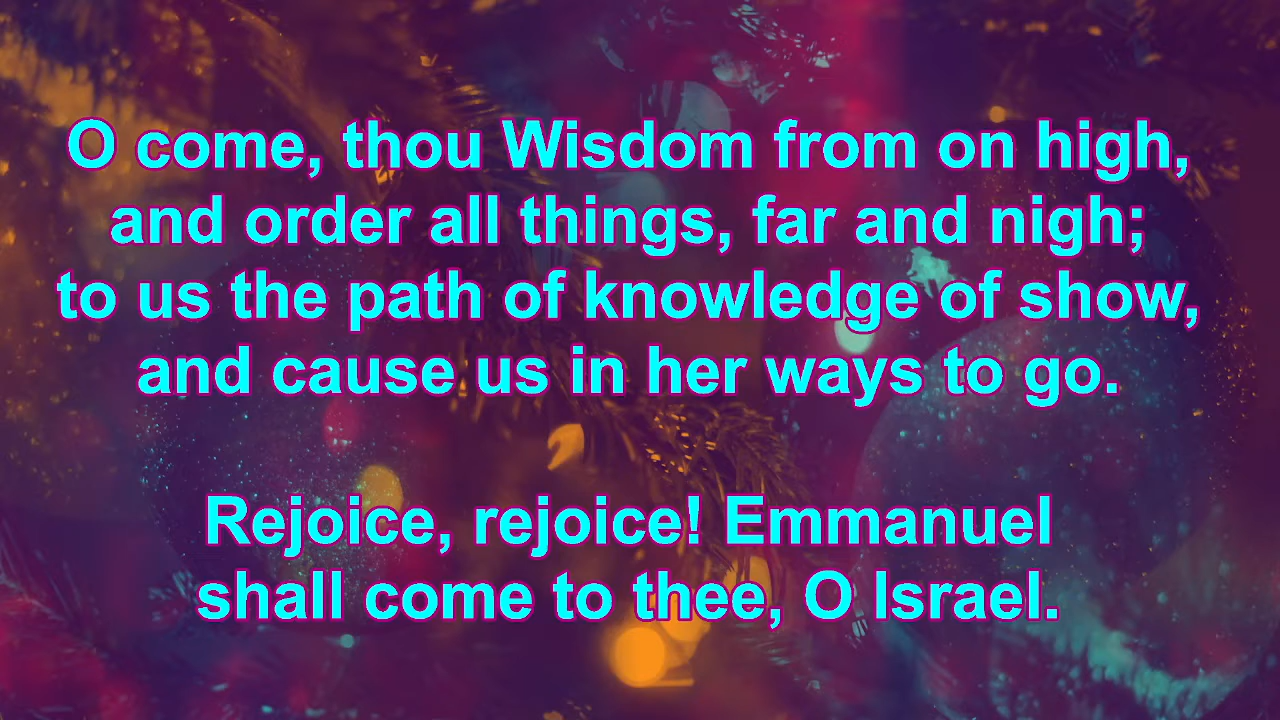 O come, thou Wisdom from on high,
and order all things, far and nigh;
to us the path of knowledge of show,
and cause us in her ways to go.
Rejoice, rejoice! Emmanuel
shall come to thee, O Israel.